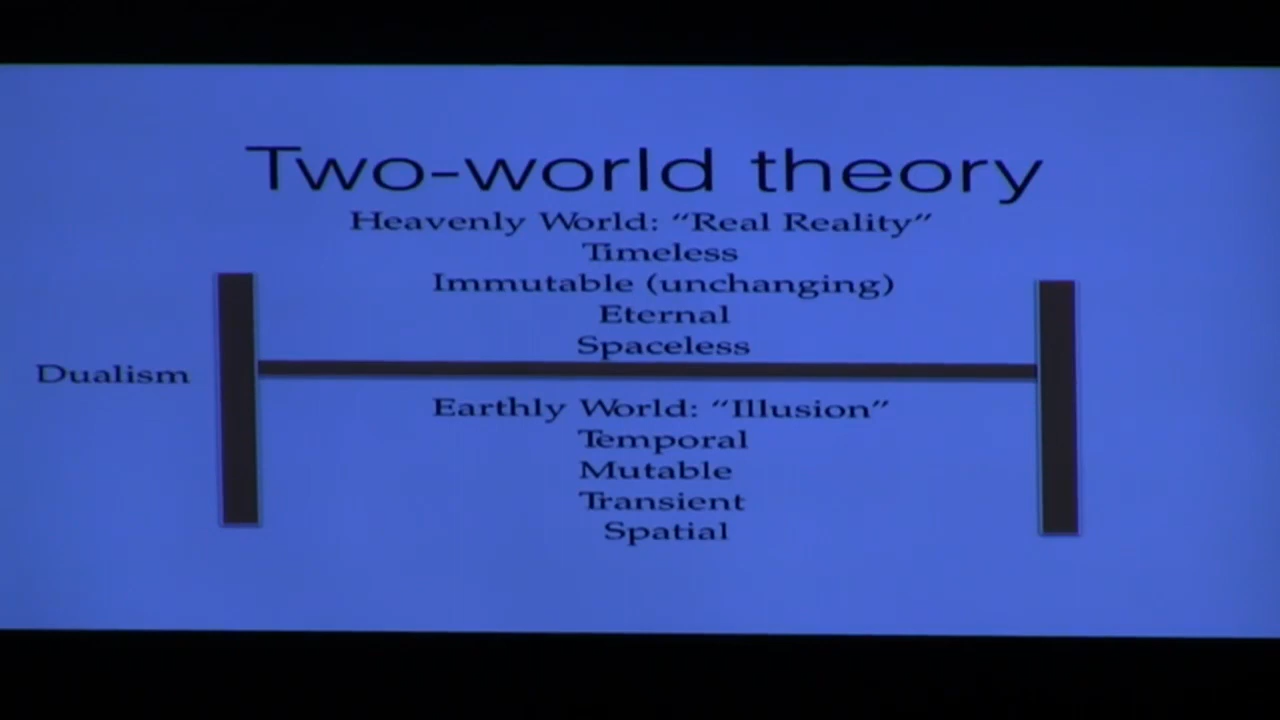 Two-world theory
Heavenly World: “Real Reality”
Timeless
Immutable (unchanging)
Eternal
Spaceless
Dualism
Earthly World: “Illusion”
Temporal
Mutable
Transient
Spatial